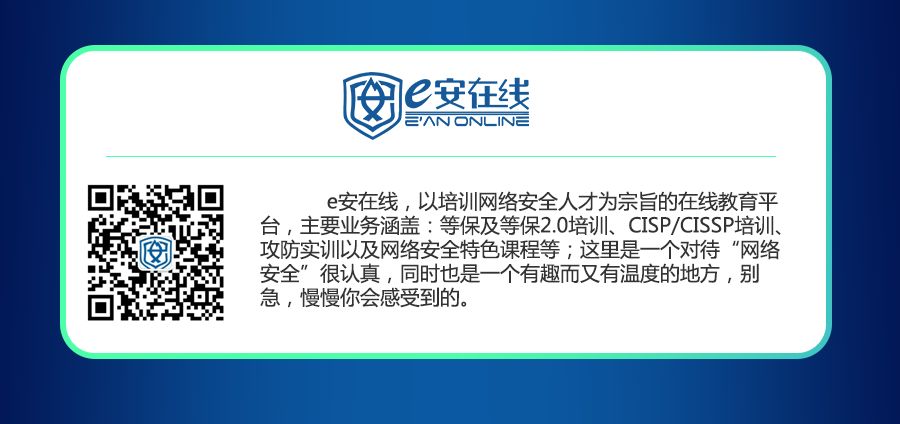 e安在线
E'AN ONLINE
e安在线，以培训网络安全人才为宗旨的在线教育平
台，主要业务涵盖：等保及等保2.0培训、CISP/CISSP培训、
攻防实训以及网络安全特色课程等；这里是一个对待“网络
安全”很认真，同时也是一个有趣而又有温度的地方，别
急，慢慢你会感受到的。